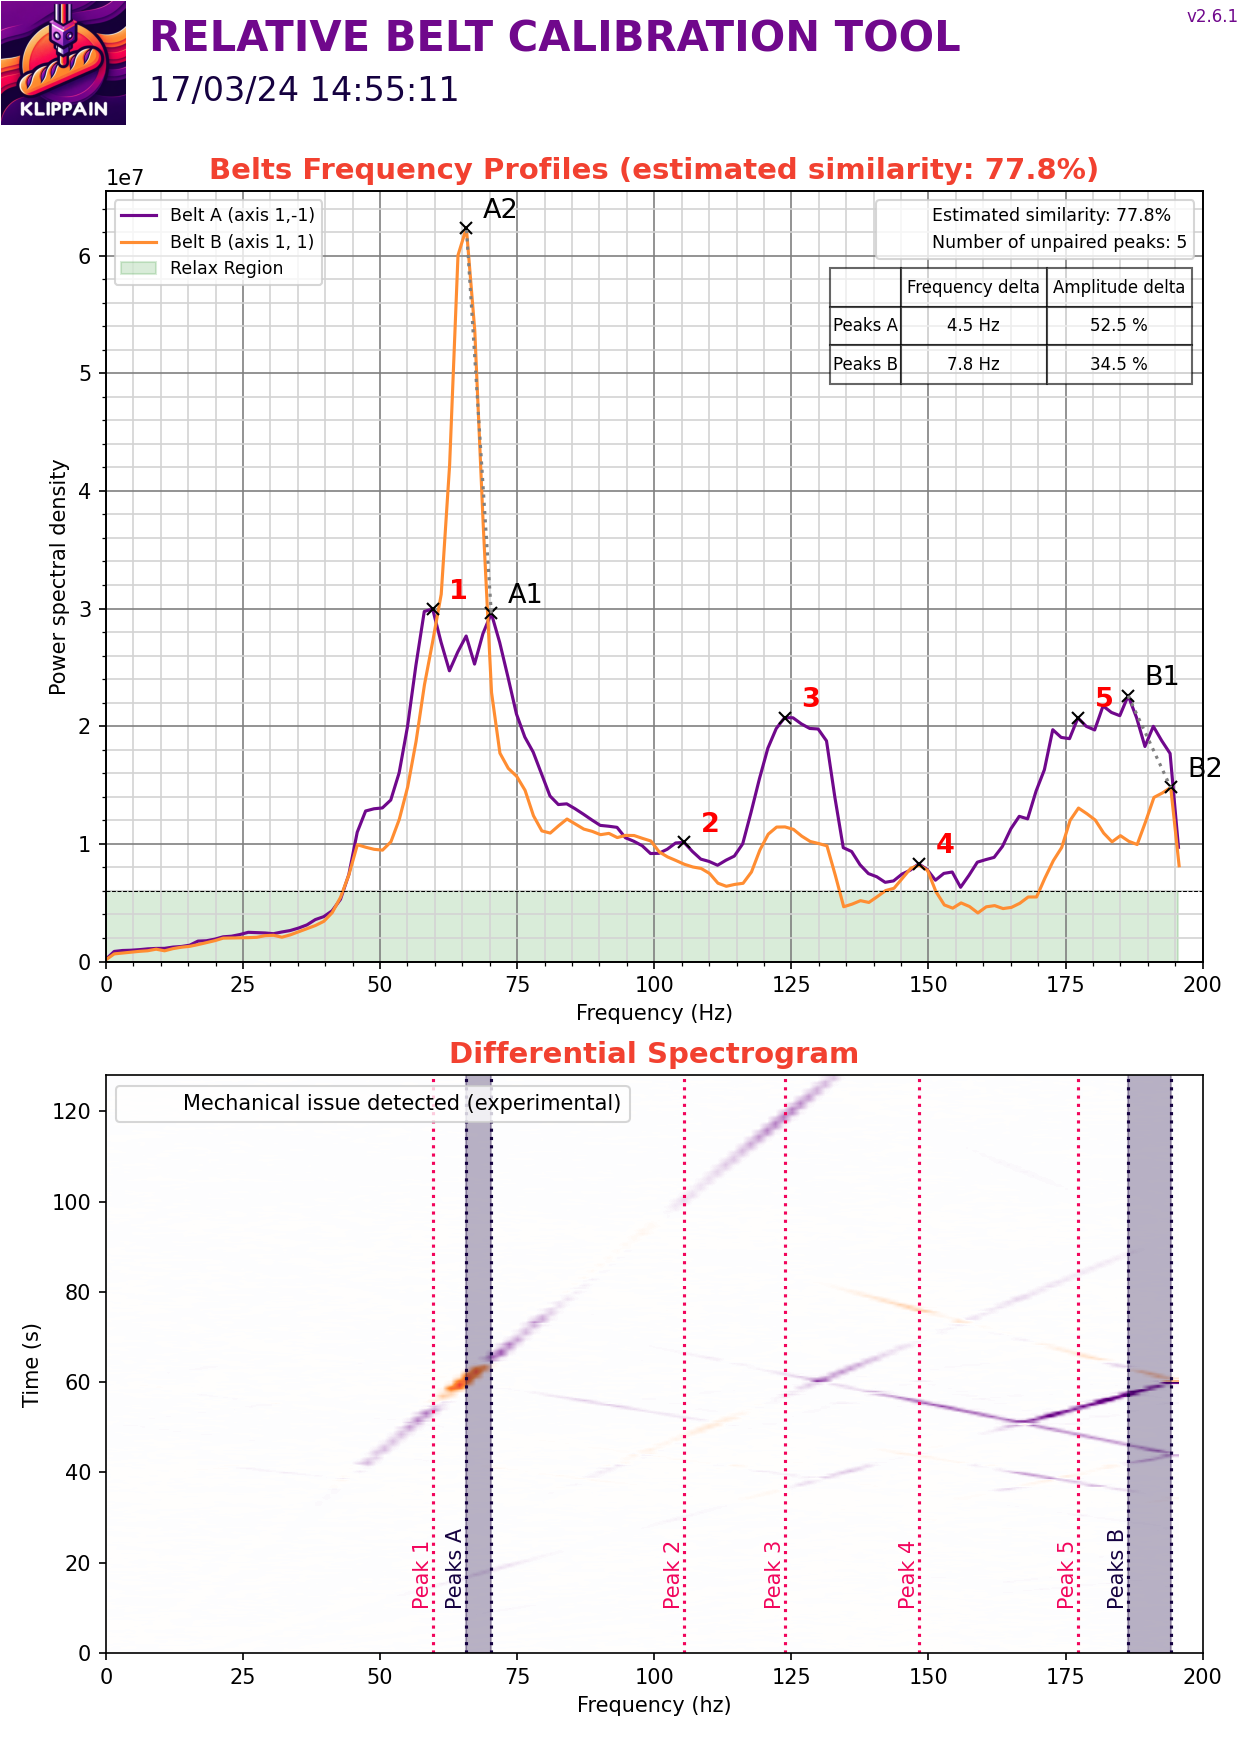 KLIPPAIN
RELATIVE BELT CALIBRATION TOOL
17/03/24 14:55:11
v2.6.1
Belts Frequency Profiles (estimated similarity: 77.8%)
1e7
Belt A (axis 1,-1)
Belt B (axis 1, 1)
Relax Region
Estimated similarity: 77.8%
Number of unpaired peaks: 5
Frequency delta Amplitude delta
Peaks A 4.5 Hz 52.5 %
Peaks B 7.8 Hz 34.5 %
A2
1
A1
2
3
4
5
B1
B2
Power spectral density
6
5
4
3
2
1
0
0 25 50 75 100 125 150 175 200
Frequency (Hz)
Differential Spectrogram
Mechanical issue detected (experimental)
Time (s)
120
100
80
60
40
20
0
Peak 1
Peaks A
Peak 2
Peak 3
Peak 4
Peak 5
Peaks B
0 25 50 75 100 125 150 175 200
Frequency (hz)